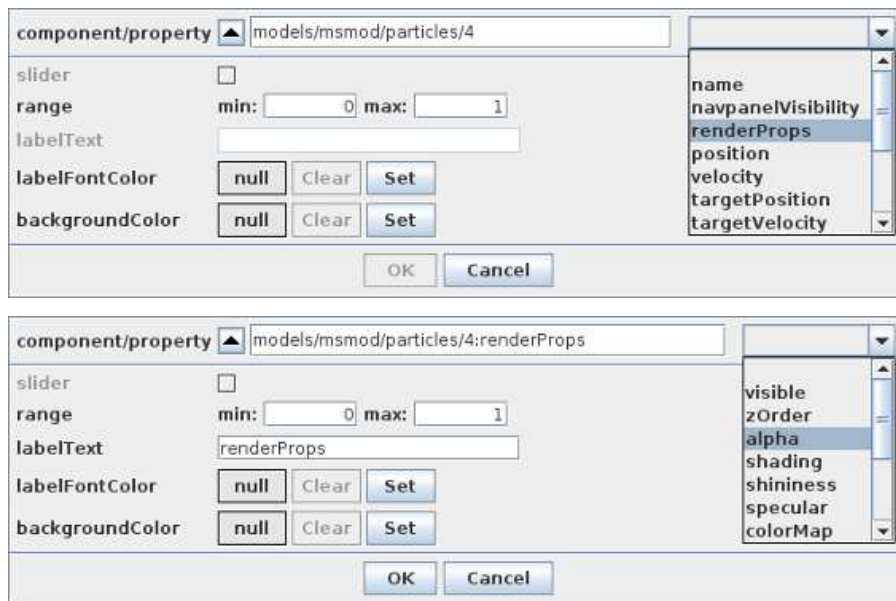 component/property models/msmod/particles/4
slider
range min: 0 max: 1
labelText
labelFontColor null Clear Set
backgroundColor null Clear Set
name
navpanelVisibility
renderProps
position
velocity
targetPosition
targetVelocity
OK Cancel
component/property models/msmod/particles/4:renderProps
slider
range min: 0 max: 1
labelText renderProps
labelFontColor null Clear Set
backgroundColor null Clear Set
visible
zOrder
alpha
shading
shininess
specular
colorMap
OK Cancel